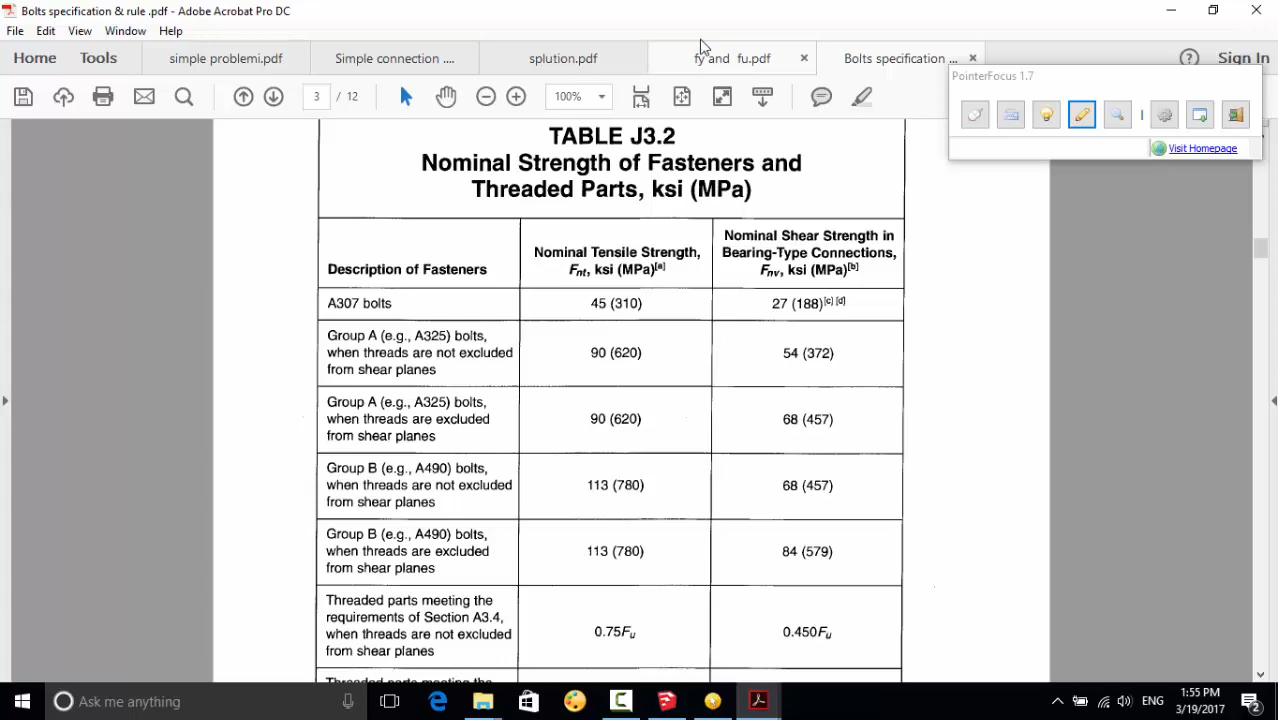 Bolts specification & rule .pdf - Adobe Acrobat Pro DC
File Edit View Window Help
Home Tools simple problemi.pdf Simple connection .... splution.pdf fy and fu.pdf × Bolts specification ... × Sign In
PointerFocus 1.7
3 / 12 100%
Visit Homepage
TABLE J3.2
Nominal Strength of Fasteners and
Threaded Parts, ksi (MPa)
Description of Fasteners
Nominal Tensile Strength,
Fnt, ksi (MPa)[a]
Nominal Shear Strength in
Bearing-Type Connections,
Fnv, ksi (MPa)[b]
A307 bolts 45 (310) 27 (188)[c] [d]
Group A (e.g., A325) bolts,
when threads are not excluded
from shear planes
90 (620) 54 (372)
Group A (e.g., A325) bolts,
when threads are excluded
from shear planes
90 (620) 68 (457)
Group B (e.g., A490) bolts,
when threads are not excluded
from shear planes
113 (780) 68 (457)
Group B (e.g., A490) bolts,
when threads are excluded
from shear planes
113 (780) 84 (579)
Threaded parts meeting the
requirements of Section A3.4,
when threads are not excluded
from shear planes
0.75Fu 0.450Fu
Ask me anything
ENG
1:55 PM
3/19/2017
2